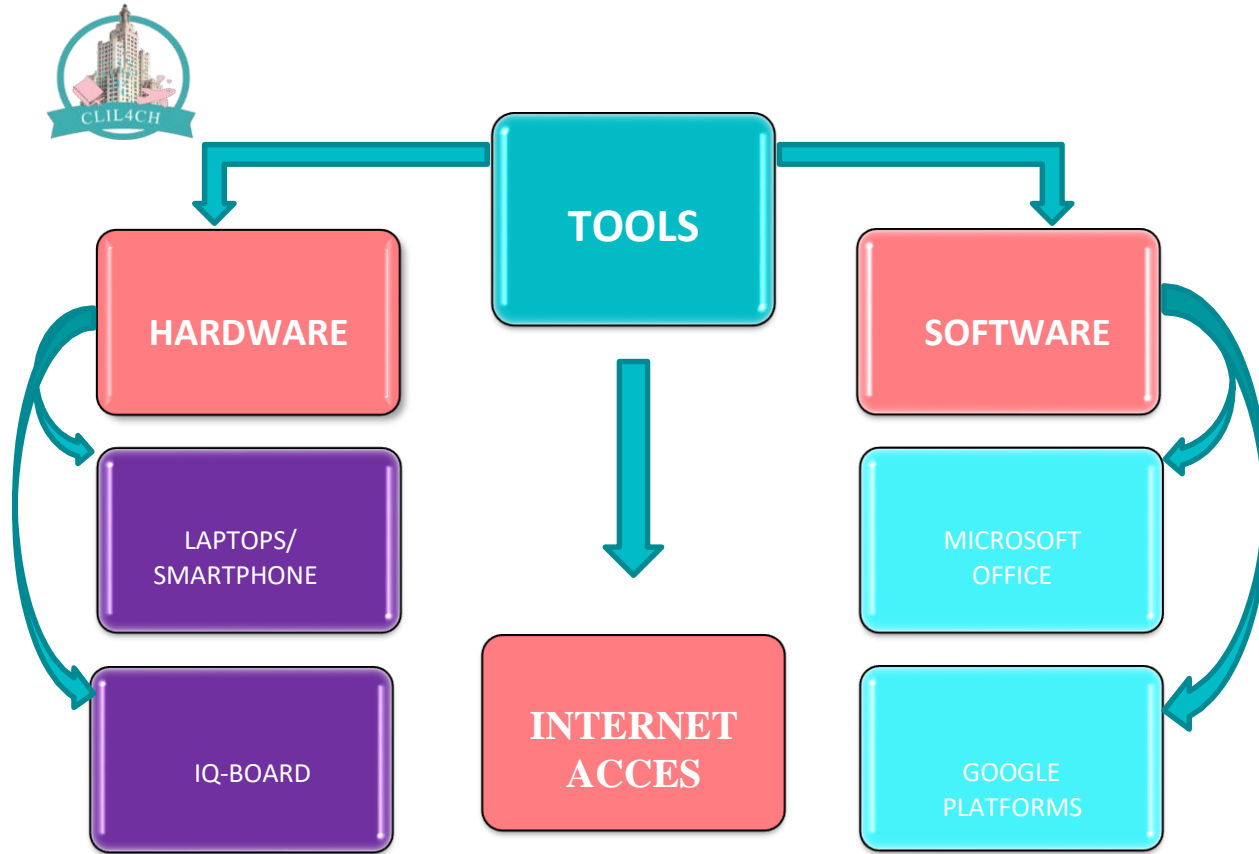 CLIL4CH
TOOLS
HARDWARE
SOFTWARE
LAPTOPS/
SMARTPHONE
MICROSOFT
OFFICE
IQ-BOARD
INTERNET
ACCES
GOOGLE
PLATFORMS